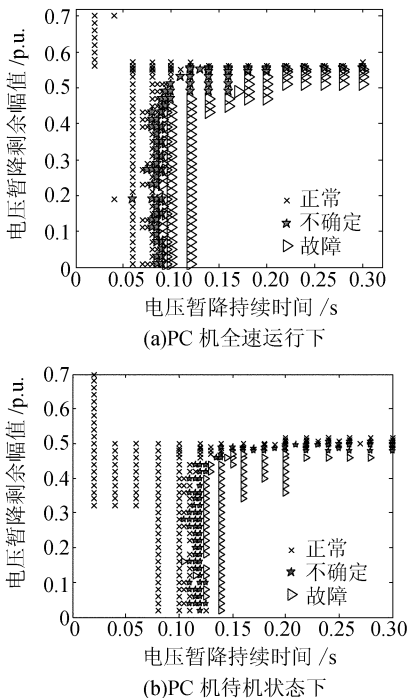 电压暂降剩余幅值/p.u.
0.7
0.6
0.5
0.4
0.3
0.2
0.1
0
0.05 0.10 0.15 0.20 0.25 0.30
正常
不确定
故障
电压暂降持续时间 /s
(a)PC 机全速运行下
电压暂降剩余幅值/p.u.
0.7
0.6
0.5
0.4
0.3
0.2
0.1
0
0 0.05 0.10 0.15 0.20 0.25 0.30
正常
不确定
故障
电压暂降持续时间 /s
(b)PC 机待机状态下